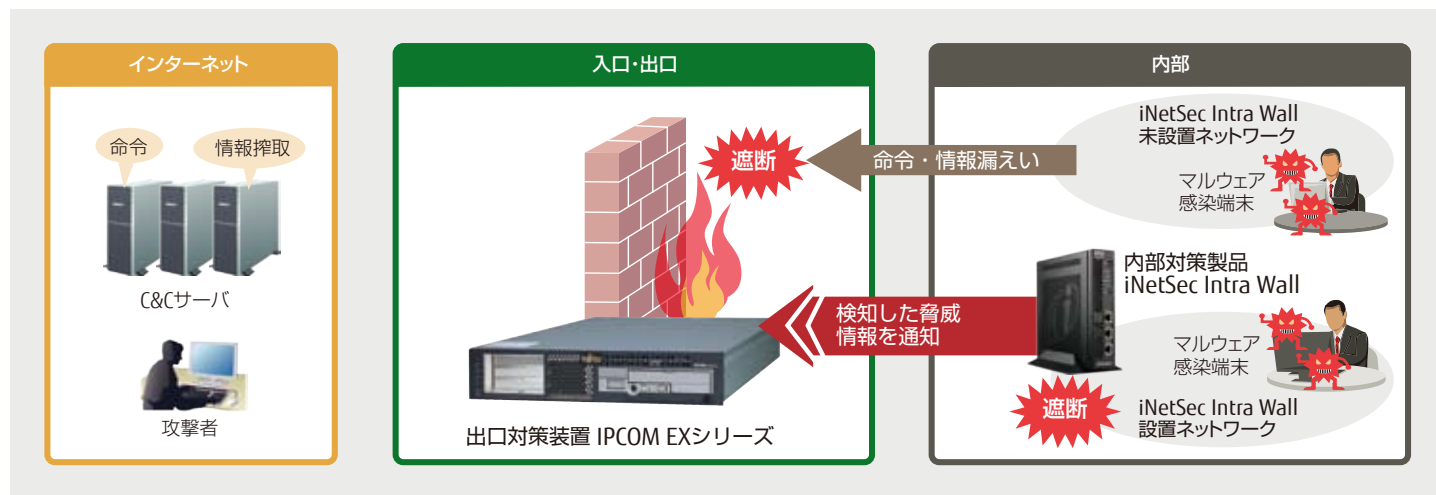 インターネット
命令
情報搾取
C&Cサーバ
攻撃者
入口・出口
遮断
命令・情報漏えい
検知した脅威
情報を通知
出口対策装置 IPCOM EXシリーズ
内部
iNetSec Intra Wall
未設置ネットワーク
マルウェア
感染端末
内部対策製品
iNetSec Intra Wall
マルウェア
感染端末
遮断
iNetSec Intra Wall
設置ネットワーク